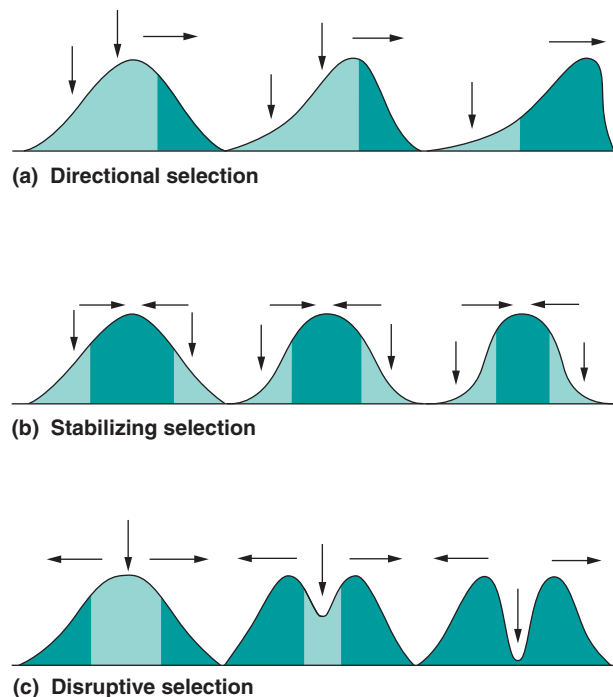 (a) Directional selection
(b) Stabilizing selection
(c) Disruptive selection